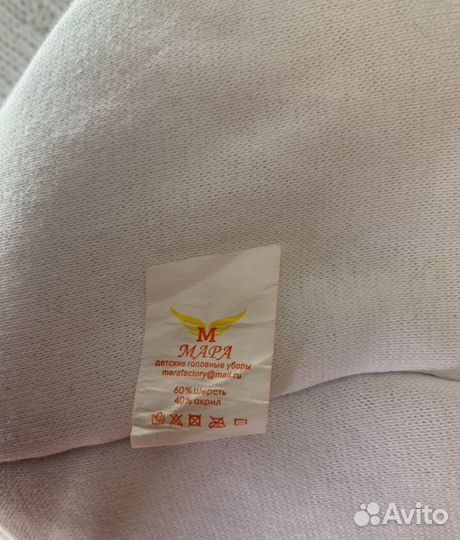 М
МАРА
детские головные уборы
marafactory@mail.ru
60% Шерсть
40% акрил
Avito